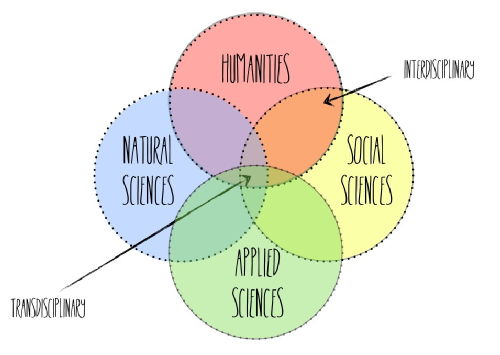 HUMANITIES
INTERDISCIPLINARY
NATURAL
SCIENCES
SOCIAL
SCIENCES
APPLIED
SCIENCES
TRANSDISCIPLINARY